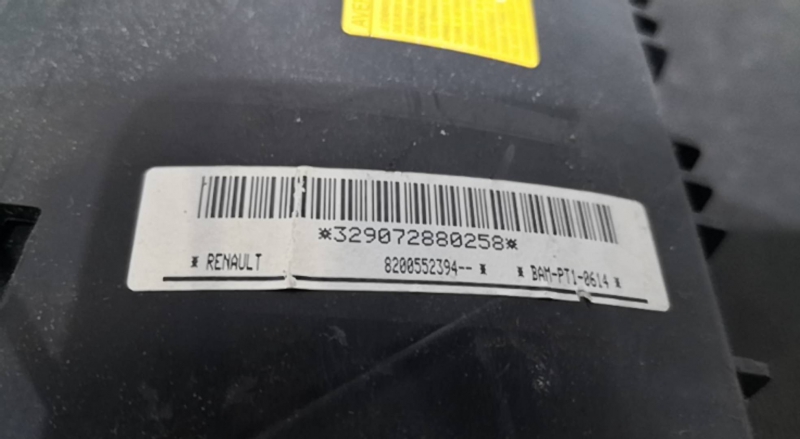 *329072880258*
* RENAULT 8200552394-- * * BAM-PT1-0614 *